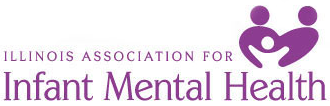 ILLINOIS ASSOCIATION FOR
Infant Mental Health